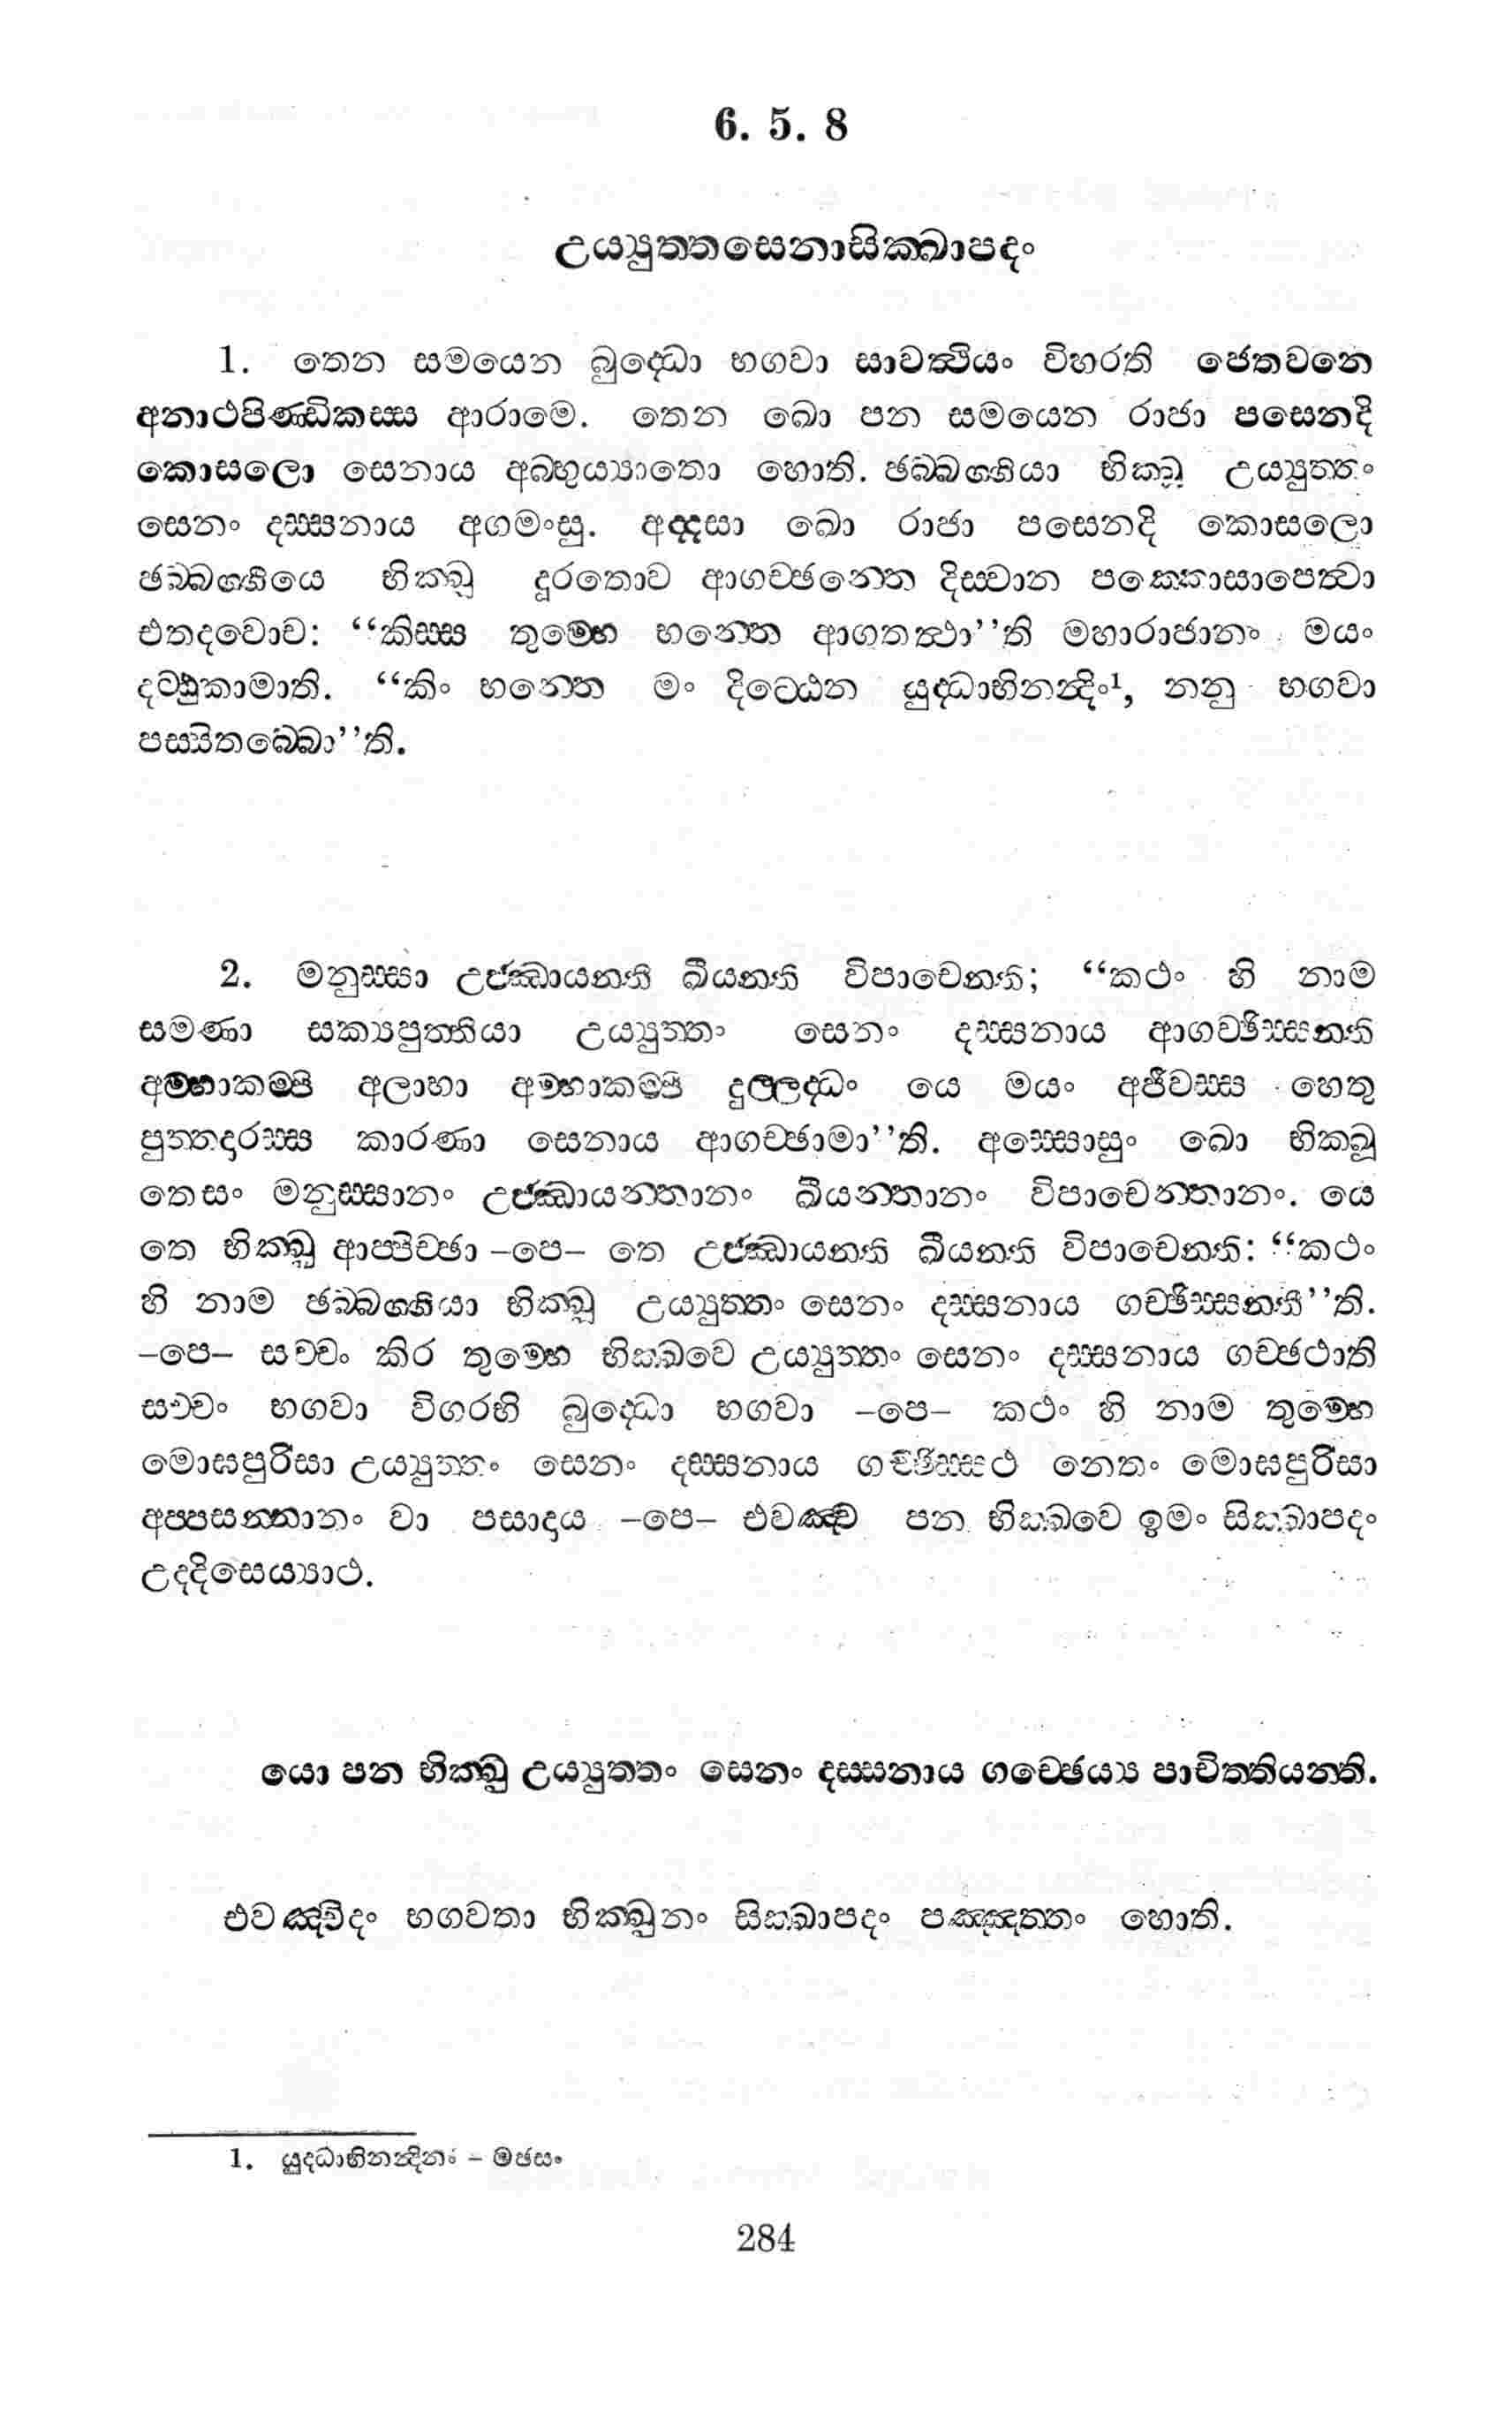 6. 5. 8
උය්‍යුත්තසෙනාසික්ඛාපදං
1. තෙන සමයෙන බුද්ධො භගවා සාවත්ථියං විහරති ජෙතවනෙ
අනාථපිණ්ඩිකස්ස ආරාමෙ. තෙන ඛො පන සමයෙන රාජා පසෙනදි
කොසලො සෙනාය අබ්භුය්‍යාතො හොති. ඡබ්බග්ගියා භික්ඛූ උය්‍යුත්තං
සෙනං දස්සනාය අගමංසු. අද්දසා ඛො රාජා පසෙනදි කොසලො
ඡබ්බග්ගියෙ භික්ඛු දූරතොව ආගච්ඡන්තෙ දිස්වාන පක්කොසාපෙත්‍වා
එතදවොච: “කිස්ස තුම්හෙ භන්තෙ ආගතත්ථා”ති මහාරාජානං මයං
දට්ඨුකාමාති. “කිං භන්තෙ මං දිට්ඨෙන යුද්ධාභිනන්දිං¹, නනු භගවා
පස්සිතබ්බො”ති.
2. මනුස්සා උජ්ඣායන්ති ඛීයන්ති විපාචෙන්ති; “කථං හි නාම
සමණා සක්‍යපුත්තියා උය්‍යුත්තං සෙනං දස්සනාය ආගච්ඡිස්සන්ති
අම්හාකම්පි අලාභා අම්හාකම්පි දුල්ලද්ධං යෙ මයං අජීවස්ස හෙතු
පුත්තදාරස්ස කාරණා සෙනාය ආගච්ඡාමා”ති. අස්සොසුං ඛො භික්ඛූ
තෙසං මනුස්සානං උජ්ඣායන්තානං ඛීයන්තානං විපාචෙන්තානං. යෙ
තෙ භික්ඛූ ආප්පිච්ඡා –පෙ– තෙ උජ්ඣායන්ති ඛීයන්ති විපාචෙන්ති: “කථං
හි නාම ඡබ්බග්ගියා භික්ඛූ උය්‍යුත්තං සෙනං දස්සනාය ගච්ඡිස්සන්තී”ති.
–පෙ– සච්චං කිර තුම්හෙ භික්ඛවෙ උය්‍යුත්තං සෙනං දස්සනාය ගච්ඡථාති
සච්චං භගවා විගරහි බුද්ධො භගවා –පෙ– කථං හි නාම තුම්හෙ
මොඝපුරිසා උය්‍යුත්තං සෙනං දස්සනාය ගච්ඡිස්සථ නෙතං මොඝපුරිසා
අප්පසන්නානං වා පසාදාය –පෙ– එවඤ්ච පන භික්ඛවෙ ඉමං සික්ඛාපදං
උද්දිසෙය්‍යාථ.
යො පන භික්ඛු උය්‍යුත්තං සෙනං දස්සනාය ගච්ඡෙය්‍ය පාචිත්තියන්ති.
එවඤ්චිදං භගවතා භික්ඛූනං සික්ඛාපදං පඤ්ඤත්තං හොති.
1. යුද්ධාභිනන්දිනං – මඡසං
284